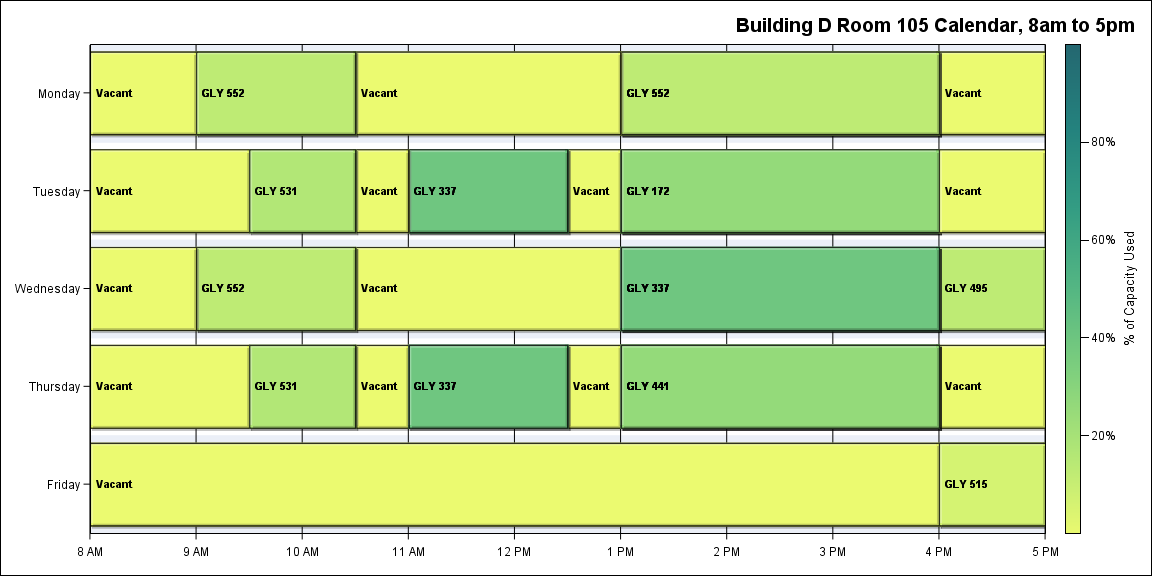 Building D Room 105 Calendar, 8am to 5pm
Monday
Vacant GLY 552 Vacant GLY 552 Vacant
Tuesday
Vacant GLY 531 Vacant GLY 337 Vacant GLY 172 Vacant
Wednesday
Vacant GLY 552 Vacant GLY 337 GLY 495
Thursday
Vacant GLY 531 Vacant GLY 337 Vacant GLY 441 Vacant
Friday
Vacant GLY 515
8 AM 9 AM 10 AM 11 AM 12 PM 1 PM 2 PM 3 PM 4 PM 5 PM
80%
60%
40%
20%
% of Capacity Used